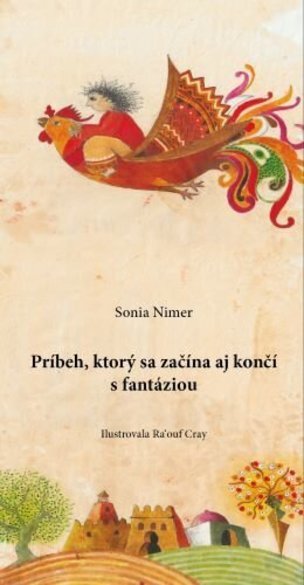 Sonia Nimer
Príbeh, ktorý sa začína aj končí
s fantáziou
Ilustrovala Ra'ouf Cray